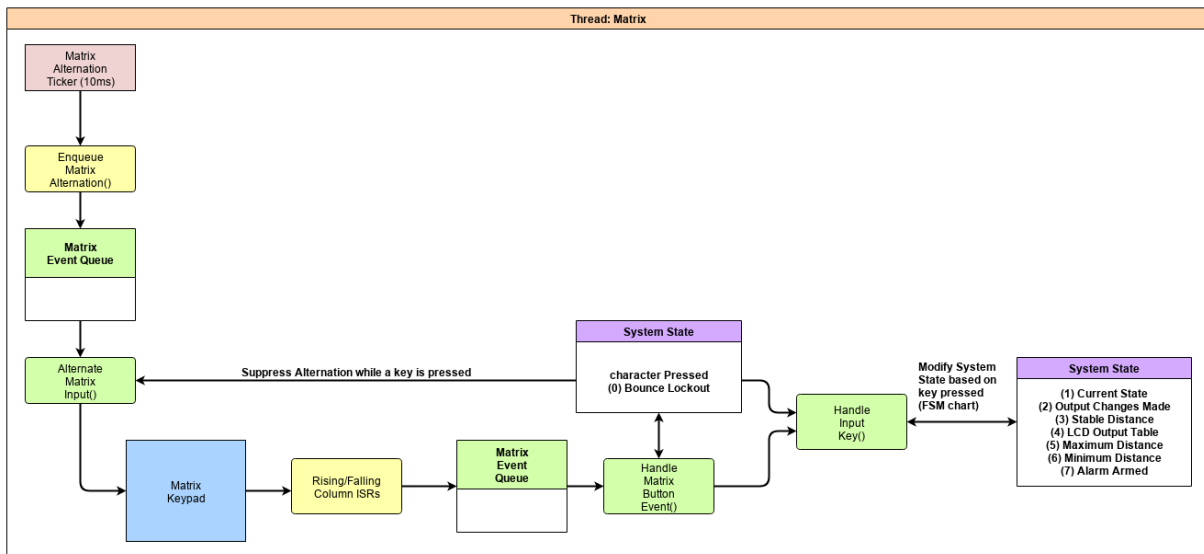 Thread: Matrix
Matrix
Alternation
Ticker (10ms)
Enqueue
Matrix
Alternation()
Matrix
Event Queue
Alternate
Matrix
Input()
Suppress Alternation while a key is pressed
System State
character Pressed
(0) Bounce Lockout
Matrix
Keypad
Rising/Falling
Column ISRs
Matrix
Event
Queue
Handle
Matrix
Button
Event()
Handle
Input
Key()
Modify System
State based on
key pressed
(FSM chart)
System State
(1) Current State
(2) Output Changes Made
(3) Stable Distance
(4) LCD Output Table
(5) Maximum Distance
(6) Minimum Distance
(7) Alarm Armed